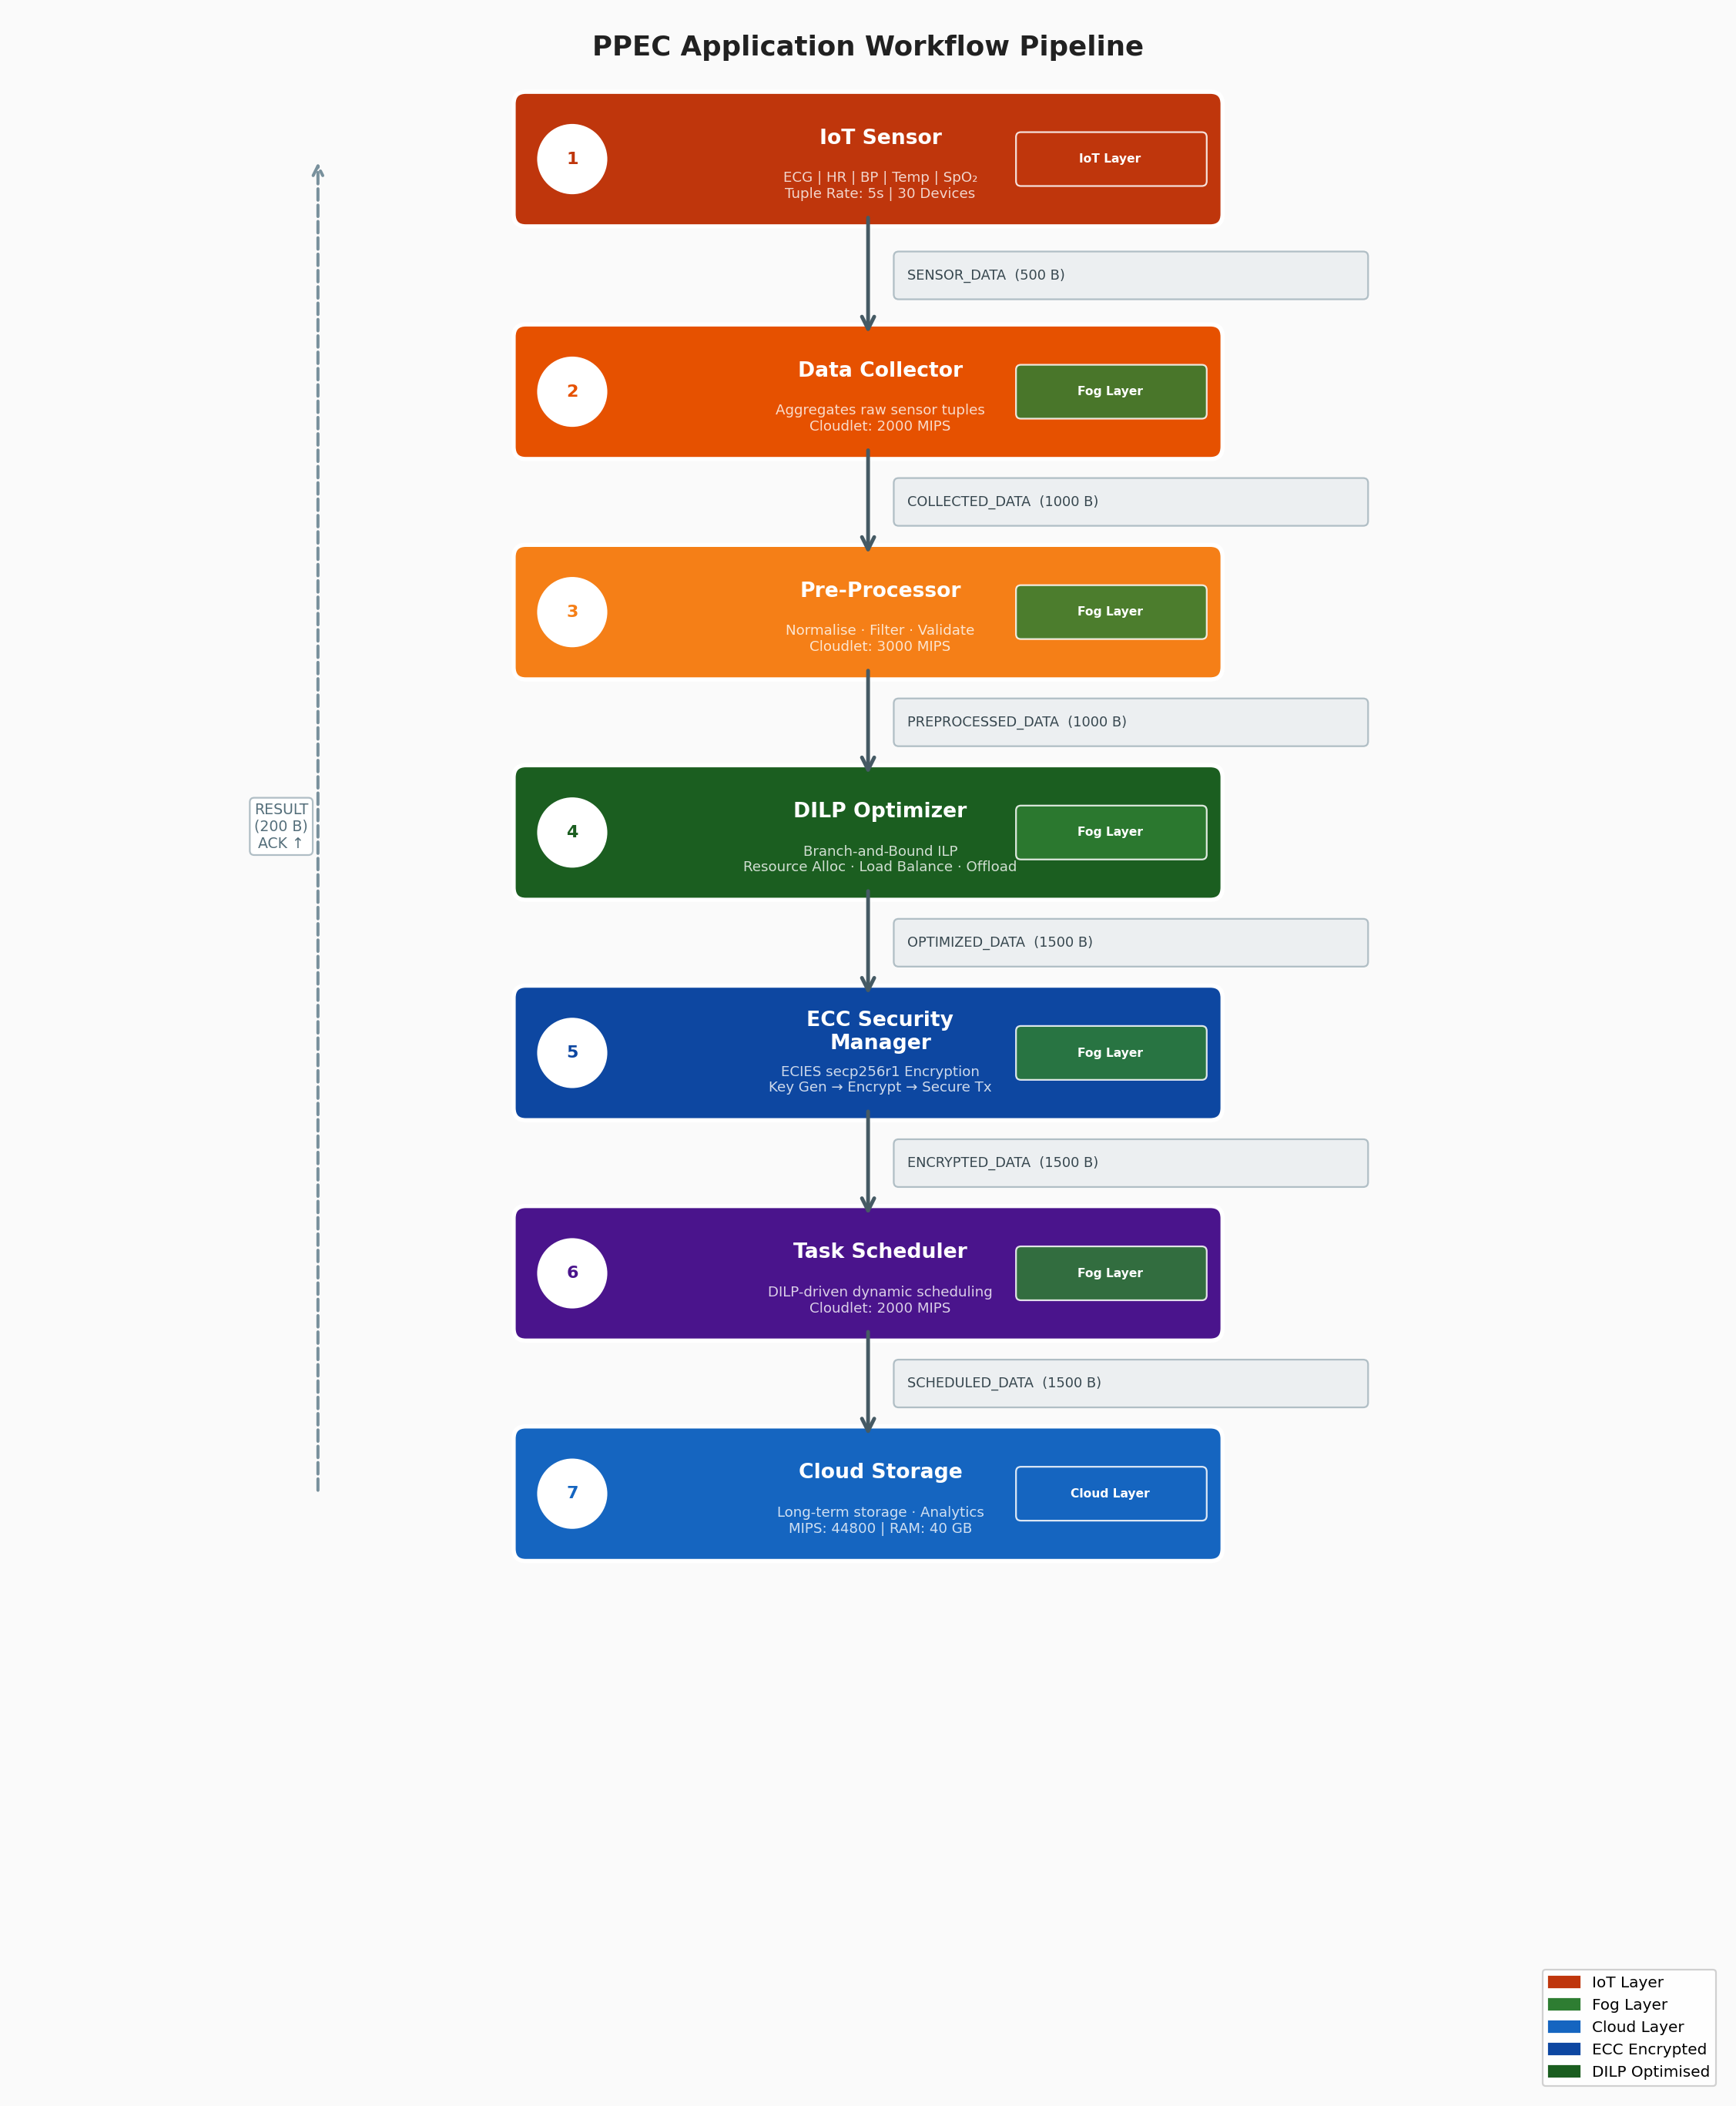 PPEC Application Workflow Pipeline
1
IoT Sensor
ECG | HR | BP | Temp | SpO₂
Tuple Rate: 5s | 30 Devices
IoT Layer
SENSOR_DATA  (500 B)
2
Data Collector
Aggregates raw sensor tuples
Cloudlet: 2000 MIPS
Fog Layer
COLLECTED_DATA  (1000 B)
3
Pre-Processor
Normalise · Filter · Validate
Cloudlet: 3000 MIPS
Fog Layer
PREPROCESSED_DATA  (1000 B)
RESULT
(200 B)
ACK ↑
4
DILP Optimizer
Branch-and-Bound ILP
Resource Alloc · Load Balance · Offload
Fog Layer
OPTIMIZED_DATA  (1500 B)
5
ECC Security
Manager
ECIES secp256r1 Encryption
Key Gen → Encrypt → Secure Tx
Fog Layer
ENCRYPTED_DATA  (1500 B)
6
Task Scheduler
DILP-driven dynamic scheduling
Cloudlet: 2000 MIPS
Fog Layer
SCHEDULED_DATA  (1500 B)
7
Cloud Storage
Long-term storage · Analytics
MIPS: 44800 | RAM: 40 GB
Cloud Layer
IoT Layer
Fog Layer
Cloud Layer
ECC Encrypted
DILP Optimised